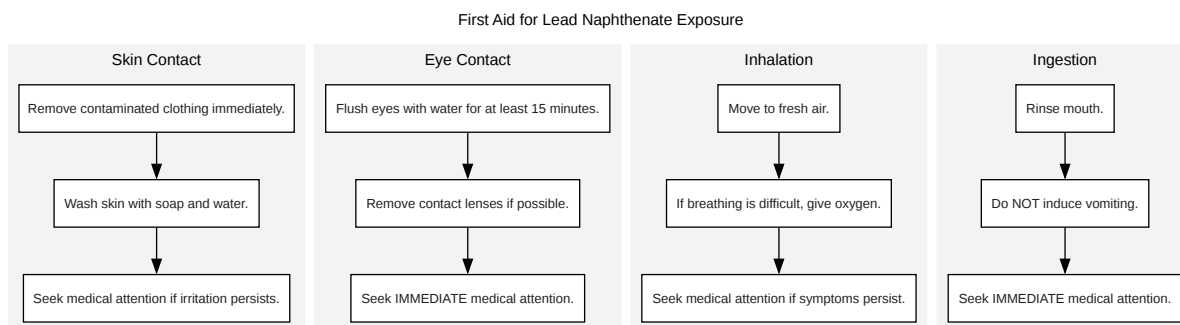 First Aid for Lead Naphthenate Exposure
Skin Contact
Remove contaminated clothing immediately.
Wash skin with soap and water.
Seek medical attention if irritation persists.
Eye Contact
Flush eyes with water for at least 15 minutes.
Remove contact lenses if possible.
Seek IMMEDIATE medical attention.
Inhalation
Move to fresh air.
If breathing is difficult, give oxygen.
Seek medical attention if symptoms persist.
Ingestion
Rinse mouth.
Do NOT induce vomiting.
Seek IMMEDIATE medical attention.